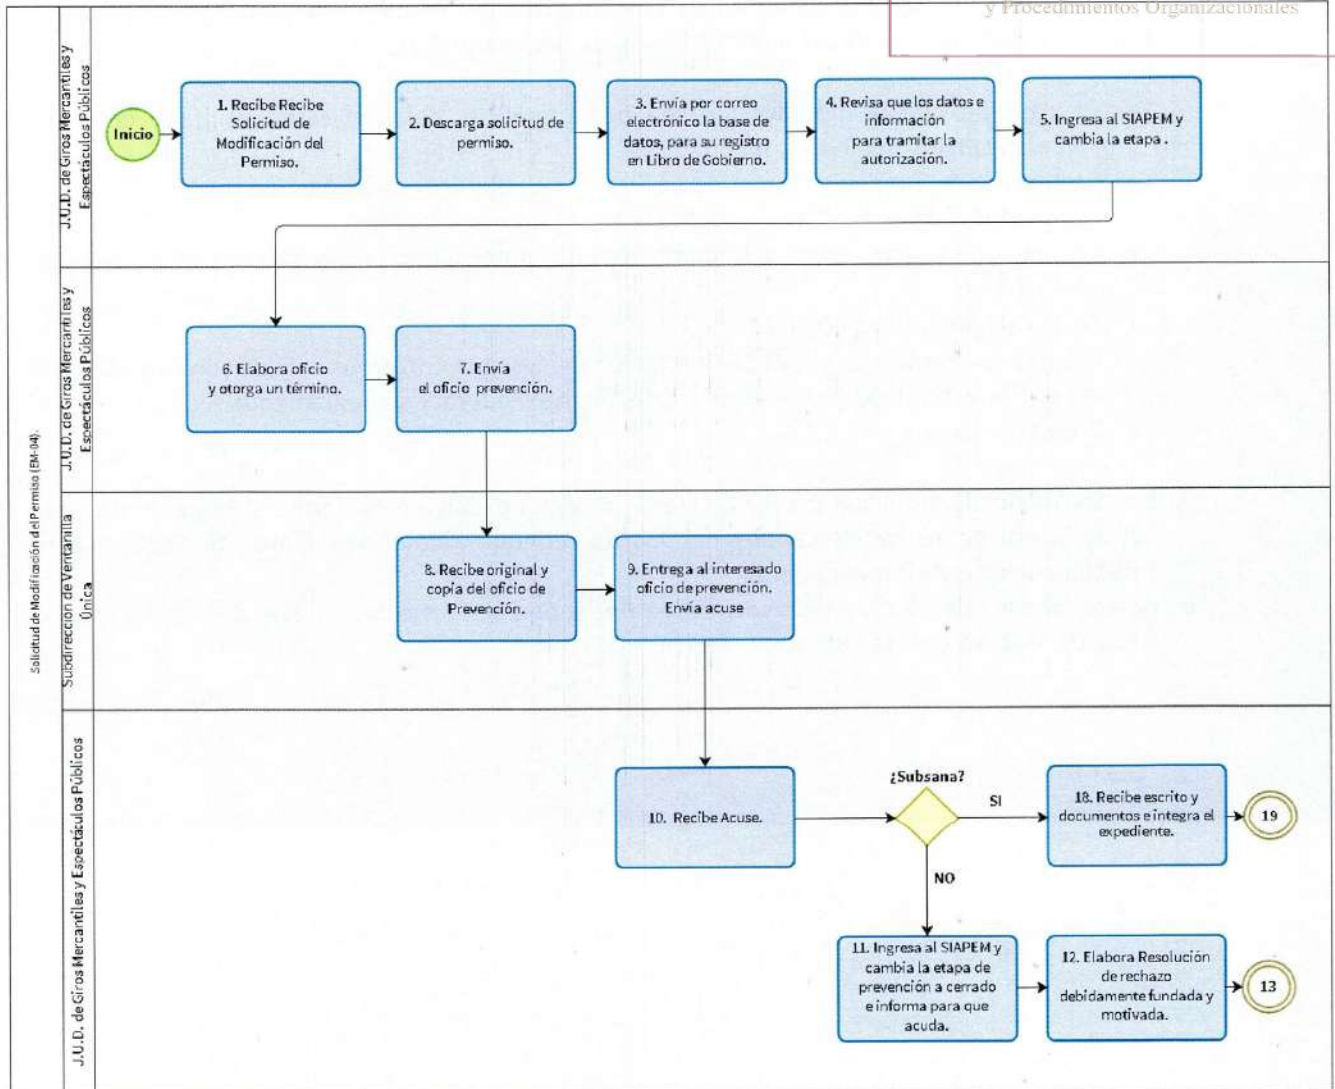 y Procedimientos Organizacionales
Solicitud de Modificación del Permiso (EM-04).
J.U.D. de Giros Mercantiles y
Espectáculos Públicos
Inicio
1. Recibe Recibe
Solicitud de
Modificación del
Permiso.
2. Descarga solicitud de
permiso.
3. Envía por correo
electrónico la base de
datos, para su registro
en Libro de Gobierno.
4. Revisa que los datos e
información
para tramitar la
autorización.
5. Ingresa al SIAPEM y
cambia la etapa .
J.U.D. de Giros Mercantiles y
Espectáculos Públicos
6. Elabora oficio
y otorga un término.
7. Envía
el oficio prevención.
Subdirección de Ventanilla
Única
8. Recibe original y
copia del oficio de
Prevención.
9. Entrega al interesado
oficio de prevención.
Envía acuse
J.U.D. de Giros Mercantiles y Espectáculos Públicos
10. Recibe Acuse.
¿Subsana?
SI
18. Recibe escrito y
documentos e integra el
expediente.
19
NO
11. Ingresa al SIAPEM y
cambia la etapa de
prevención a cerrado
e informa para que
acuda.
12. Elabora Resolución
de rechazo
debidamente fundada y
motivada.
13